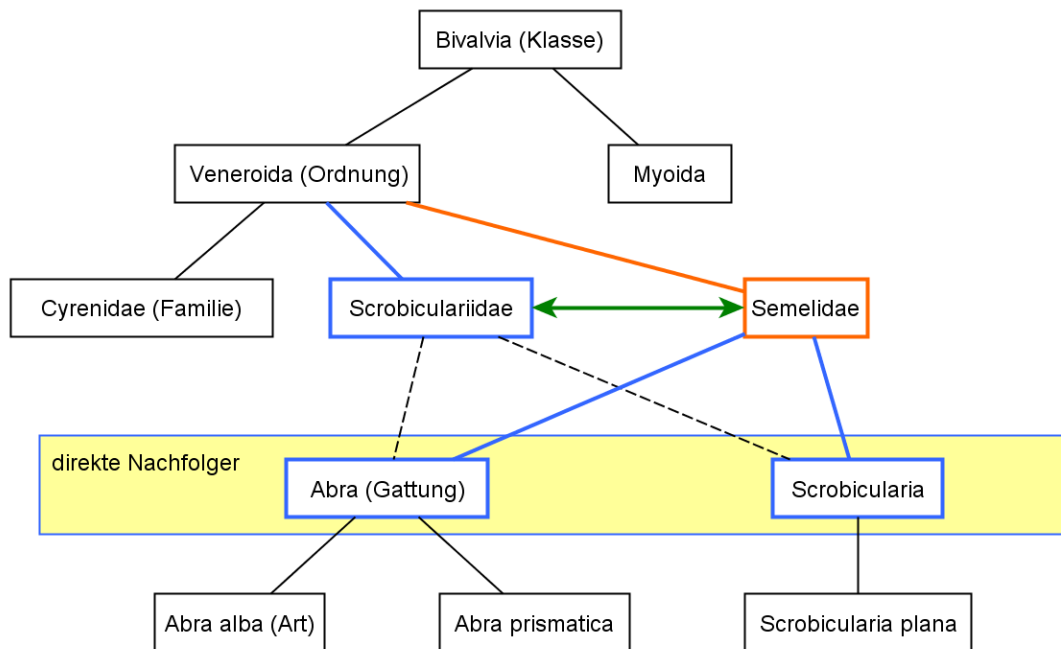 Bivalvia (Klasse)
Veneroida (Ordnung)
Myoida
Cyrenidae (Familie)
Scrobiculariidae
Semelidae
direkte Nachfolger
Abra (Gattung)
Scrobicularia
Abra alba (Art)
Abra prismatica
Scrobicularia plana